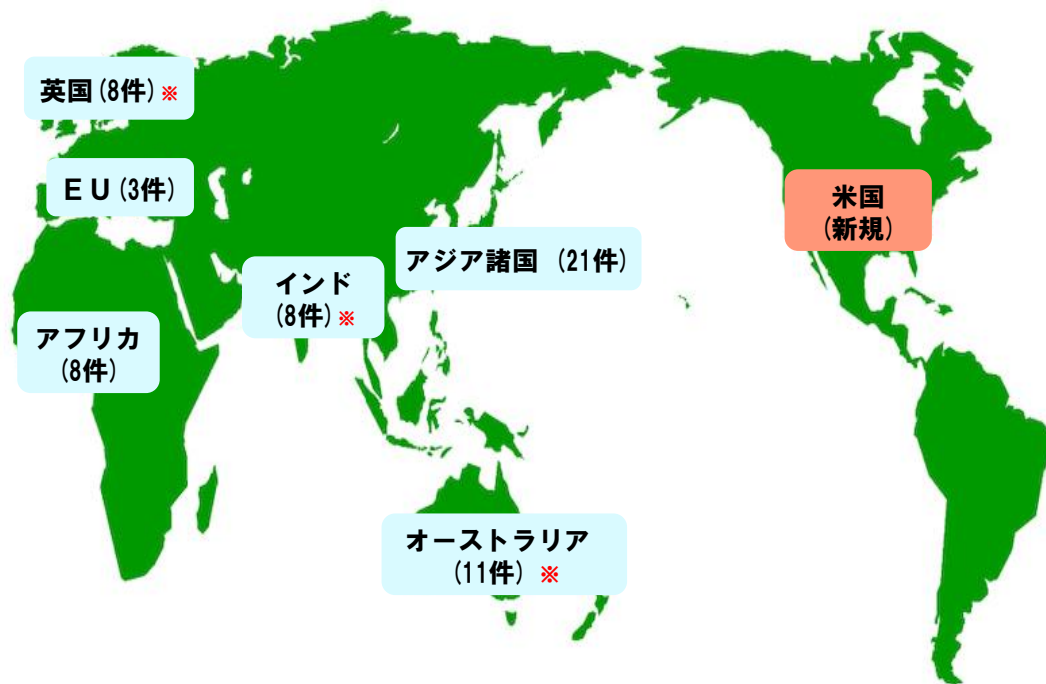 英国(8件)※
EU(3件)
米国
(新規)
アジア諸国 (21件)
インド
(8件)※
アフリカ
(8件)
オーストラリア
(11件) ※